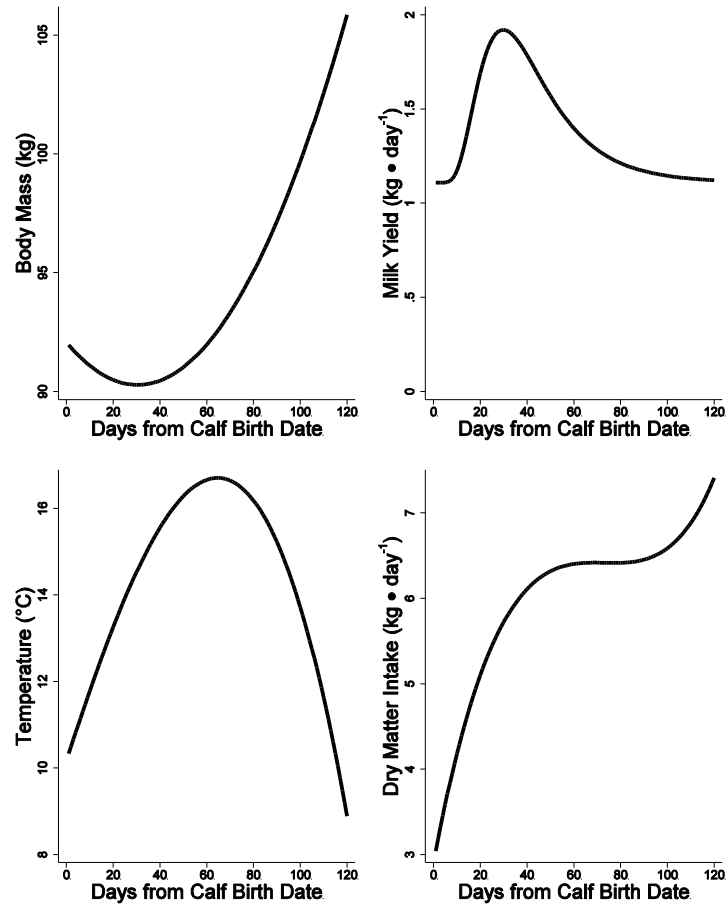 Body Mass (kg)
105
100
95
90
0 20 40 60 80 100 120
Days from Calf Birth Date
Milk Yield (kg • day⁻¹)
2
1.5
1
.5
0
0 20 40 60 80 100 120
Days from Calf Birth Date
Temperature (°C)
16
14
12
10
8
0 20 40 60 80 100 120
Days from Calf Birth Date
Dry Matter Intake (kg • day⁻¹)
7
6
5
4
3
0 20 40 60 80 100 120
Days from Calf Birth Date